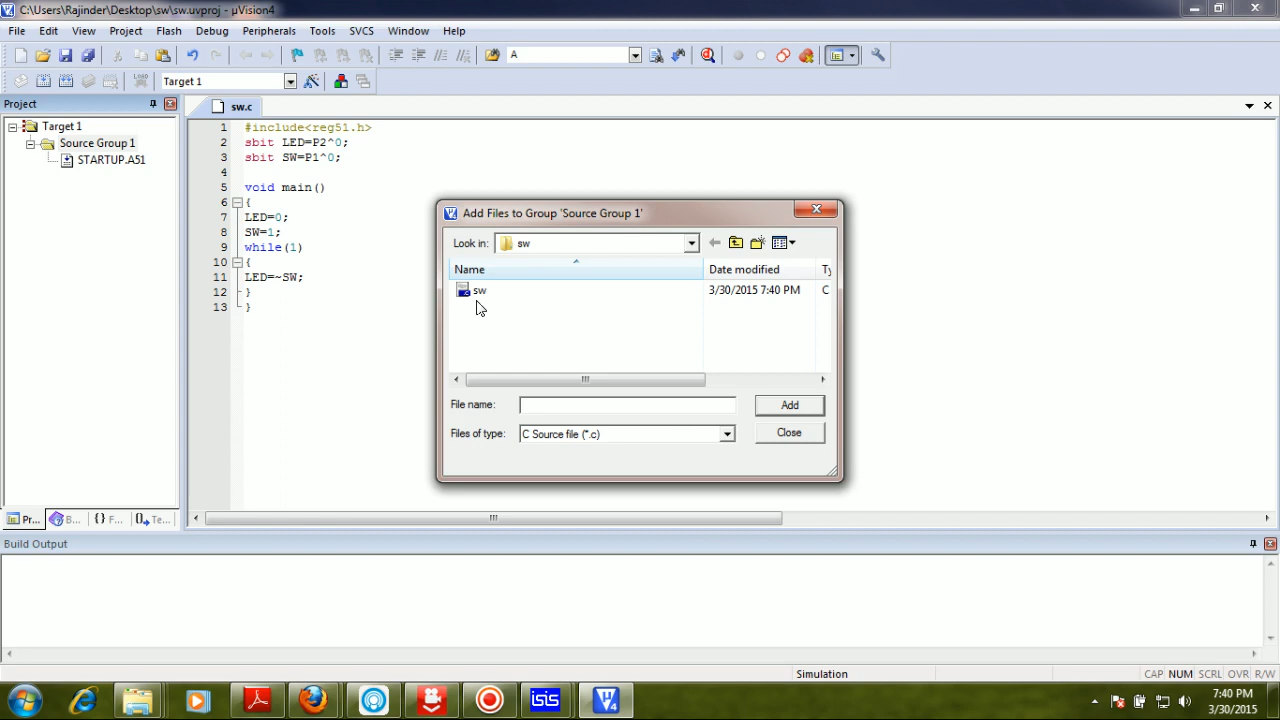 C:\Users\Rajinder\Desktop\sw\sw.uvproj - µVision4
File Edit View Project Flash Debug Tools Peripherals SVCS Window Help
A
LOAD Target 1
Project
sw.c
Target 1
Source Group 1
STARTUP.A51
1 #include<reg51.h>
2 sbit LED=P2^0;
3 sbit SW=P1^0;
4
5 void main()
6 {
7 LED=0;
8 SW=1;
9 while(1)
10 {
11 LED=~SW;
12 }
13 }
Add Files to Group 'Source Group 1'
Look in: sw
Name Date modified Ty
sw 3/30/2015 7:40 PM C
File name: Add
Files of type: C Source file (*.c) Close
Pr... B... {} F... Te...
Build Output
Simulation CAP NUM SCRL OVR R/W
isis
7:40 PM
3/30/2015